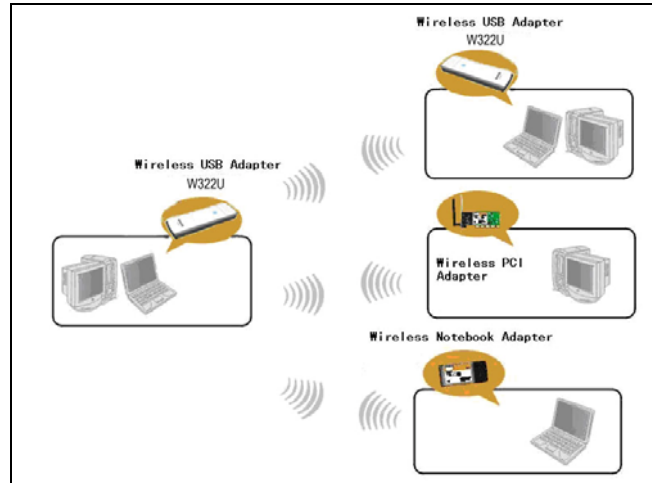 Wireless USB Adapter
W322U
Wireless USB Adapter
W322U
Wireless PCI
Adapter
Wireless Notebook Adapter